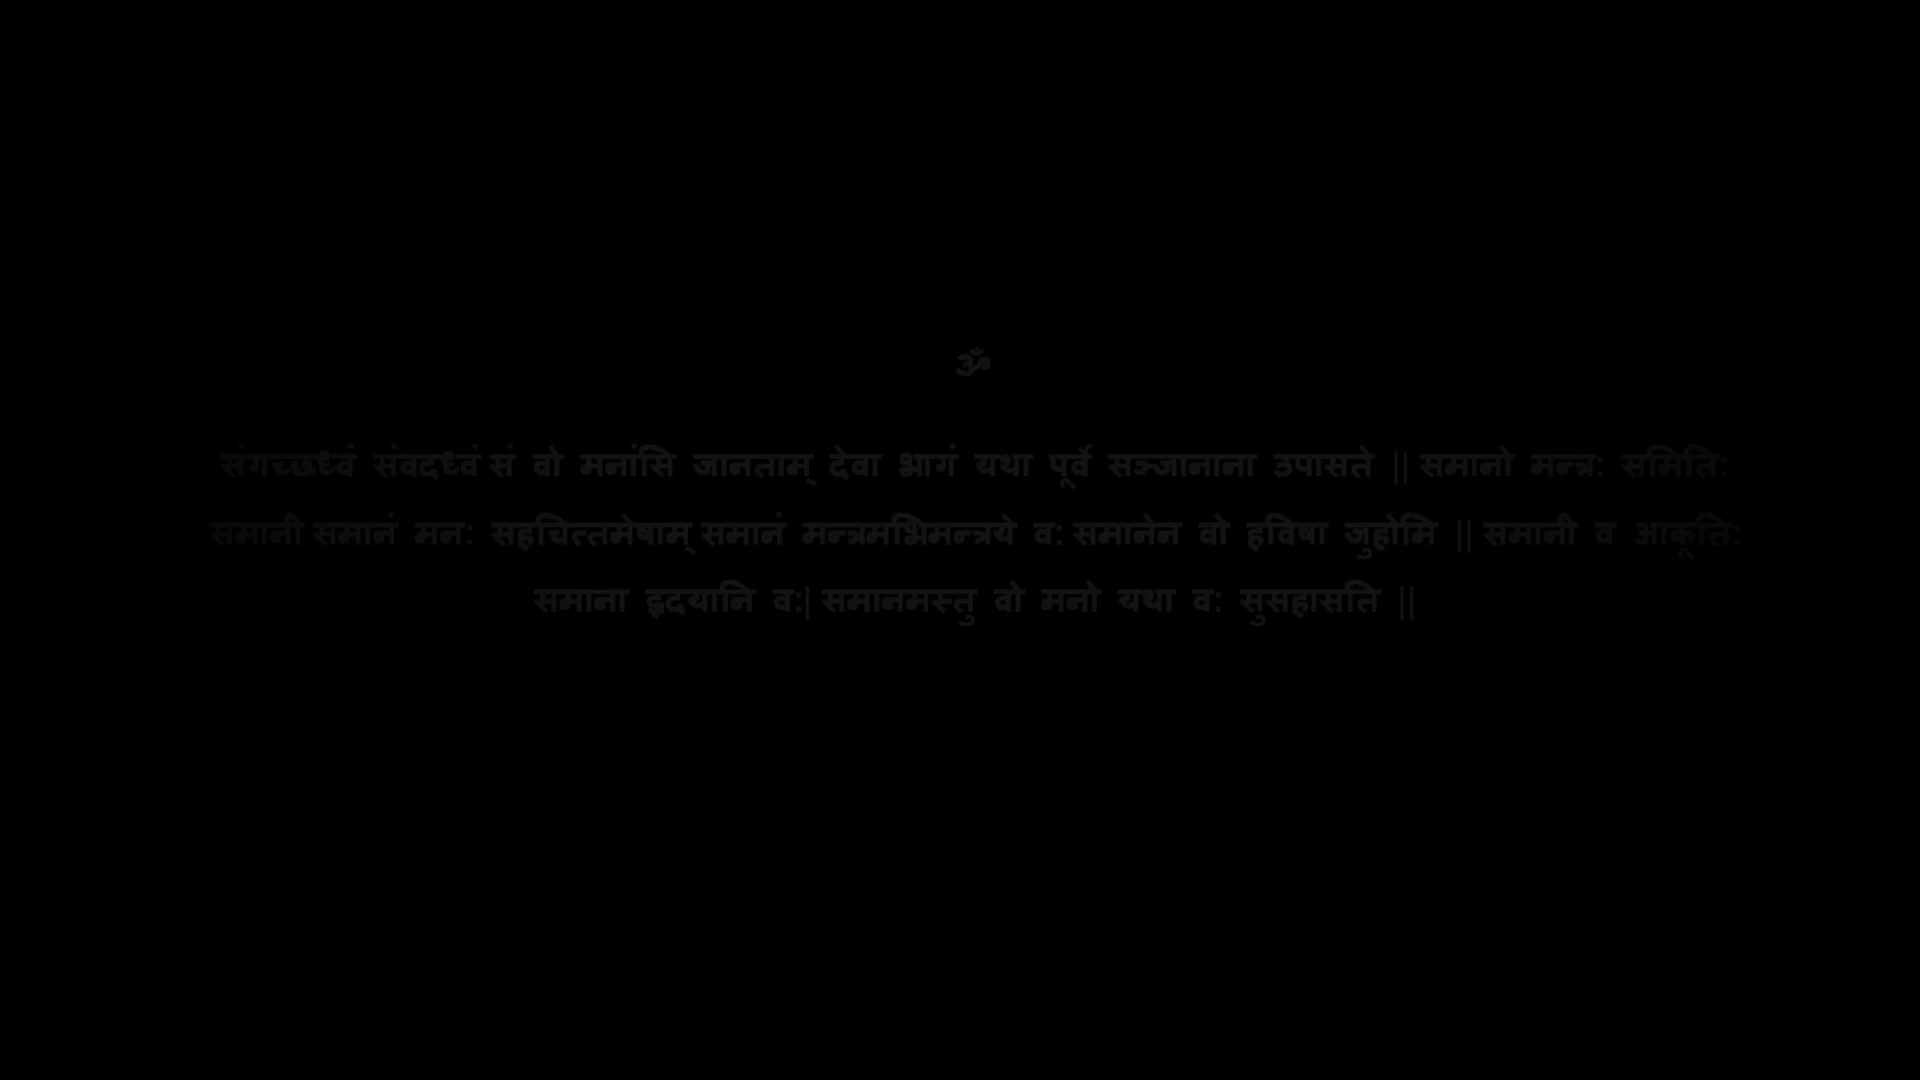 ॐ
संगच्छध्वं संवदध्वं सं वो मनांसि जानताम् देवा भागं यथा पूर्वे सञ्जानाना उपासते || समानो मन्त्र: समिति:
समानी समानं मन: सहचित्तमेषाम् समानं मन्त्रमभिमन्त्रये व: समानेन वो हविषा जुहोमि || समानी व आकूति:
समाना हृदयानि व:| समानमस्तु वो मनो यथा व: सुसहासति ||